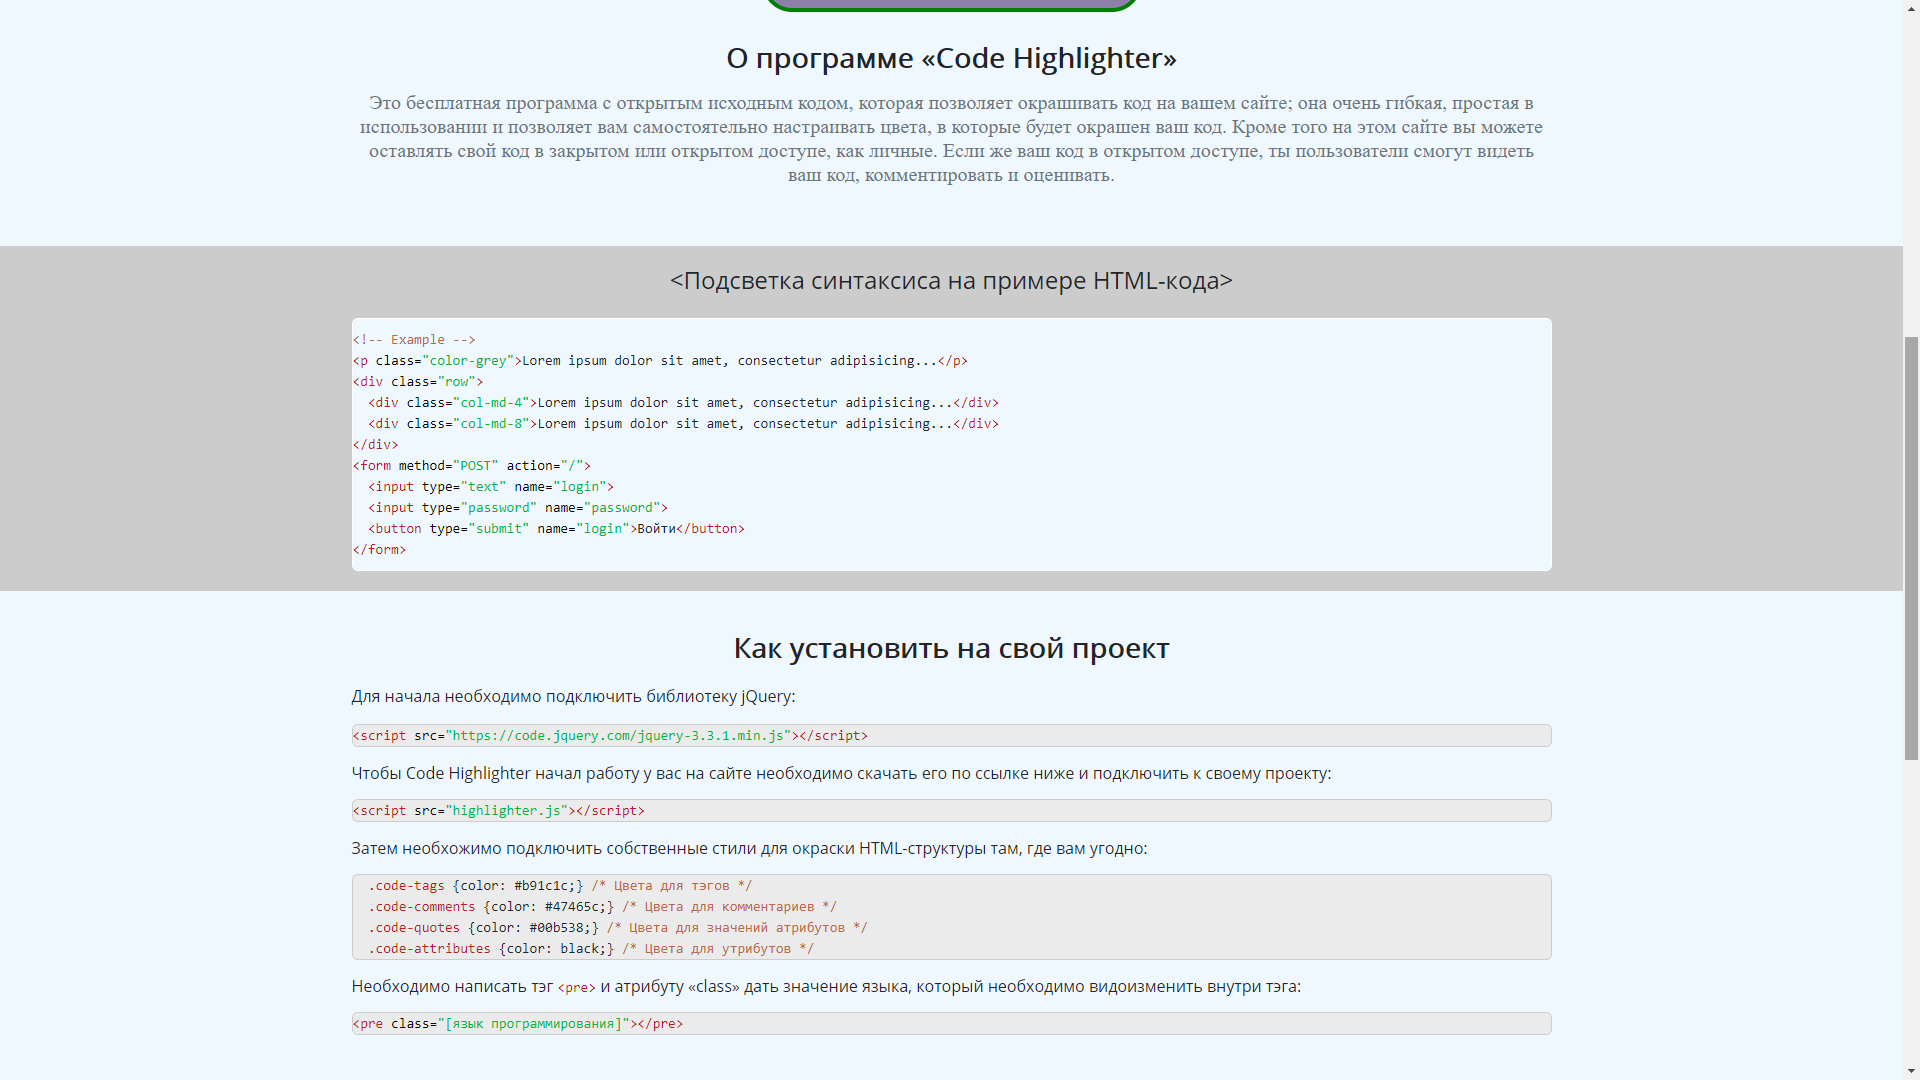 О программе «Code Highlighter»
Это бесплатная программа с открытым исходным кодом, которая позволяет окрашивать код на вашем сайте; она очень гибкая, простая в
использовании и позволяет вам самостоятельно настраивать цвета, в которые будет окрашен ваш код. Кроме того на этом сайте вы можете
оставлять свой код в закрытом или открытом доступе, как личные. Если же ваш код в открытом доступе, ты пользователи смогут видеть
ваш код, комментировать и оценивать.
<Подсветка синтаксиса на примере HTML-кода>
<!-- Example -->
<p class="color-grey">Lorem ipsum dolor sit amet, consectetur adipisicing...</p>
<div class="row">
  <div class="col-md-4">Lorem ipsum dolor sit amet, consectetur adipisicing...</div>
  <div class="col-md-8">Lorem ipsum dolor sit amet, consectetur adipisicing...</div>
</div>
<form method="POST" action="/">
  <input type="text" name="login">
  <input type="password" name="password">
  <button type="submit" name="login">Войти</button>
</form>
Как установить на свой проект
Для начала необходимо подключить библиотеку jQuery:
<script src="https://code.jquery.com/jquery-3.3.1.min.js"></script>
Чтобы Code Highlighter начал работу у вас на сайте необходимо скачать его по ссылке ниже и подключить к своему проекту:
<script src="highlighter.js"></script>
Затем необхожимо подключить собственные стили для окраски HTML-структуры там, где вам угодно:
  .code-tags {color: #b91c1c;} /* Цвета для тэгов */
  .code-comments {color: #47465c;} /* Цвета для комментариев */
  .code-quotes {color: #00b538;} /* Цвета для значений атрибутов */
  .code-attributes {color: black;} /* Цвета для утрибутов */
Необходимо написать тэг <pre> и атрибуту «class» дать значение языка, который необходимо видоизменить внутри тэга:
<pre class="[язык программирования]"></pre>